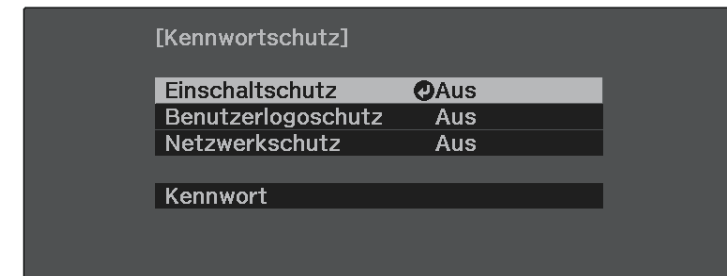 [Kennwortschutz]
Einschaltschutz Aus
Benutzerlogoschutz Aus
Netzwerkschutz Aus
Kennwort